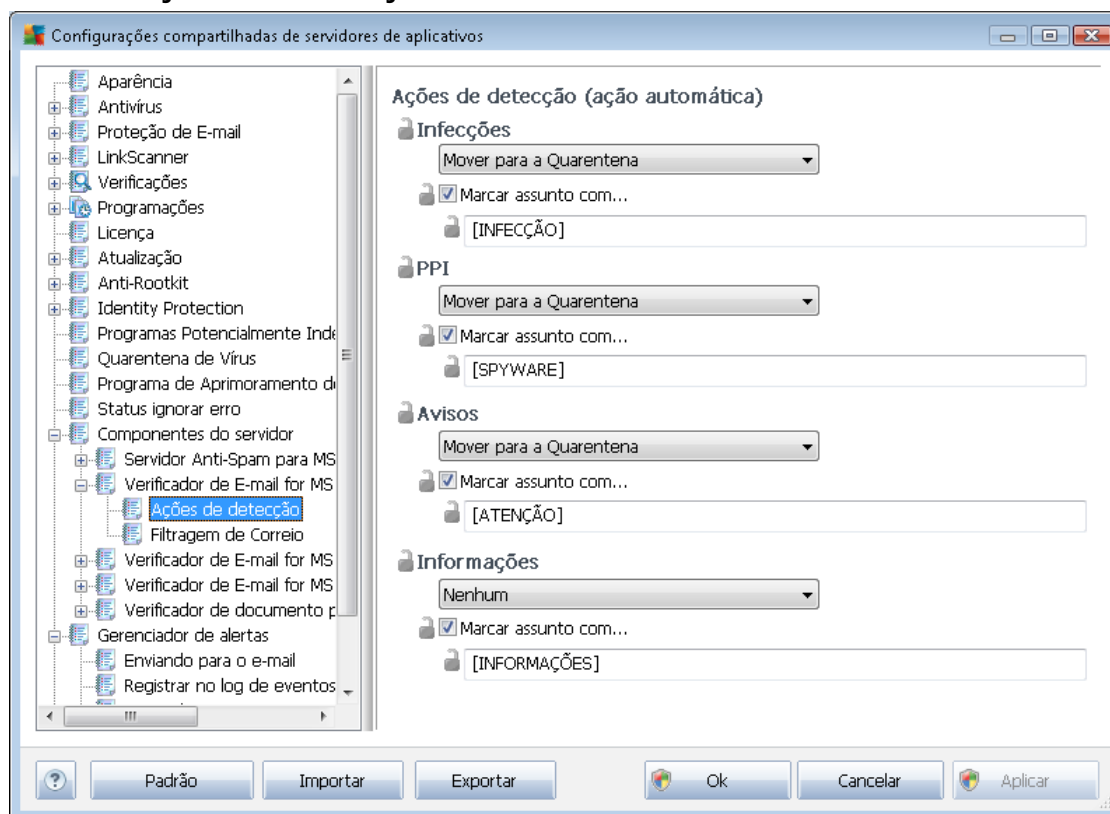 Configurações compartilhadas de servidores de aplicativos
Aparência
Antivírus
Proteção de E-mail
LinkScanner
Verificações
Programações
Licença
Atualização
Anti-Rootkit
Identity Protection
Programas Potencialmente Inde
Quarentena de Vírus
Programa de Aprimoramento d
Status ignorar erro
Componentes do servidor
Servidor Anti-Spam para MS
Verificador de E-mail for MS
Ações de detecção
Filtragem de Correio
Verificador de E-mail for MS
Verificador de E-mail for MS
Verificador de documento p
Gerenciador de alertas
Enviando para o e-mail
Registrar no log de eventos
Ações de detecção (ação automática)
Infecções
Mover para a Quarentena
Marcar assunto com...
[INFECÇÃO]
PPI
Mover para a Quarentena
Marcar assunto com...
[SPYWARE]
Avisos
Mover para a Quarentena
Marcar assunto com...
[ATENÇÃO]
Informações
Nenhum
Marcar assunto com...
[INFORMAÇÕES]
Padrão
Importar
Exportar
Ok
Cancelar
Aplicar